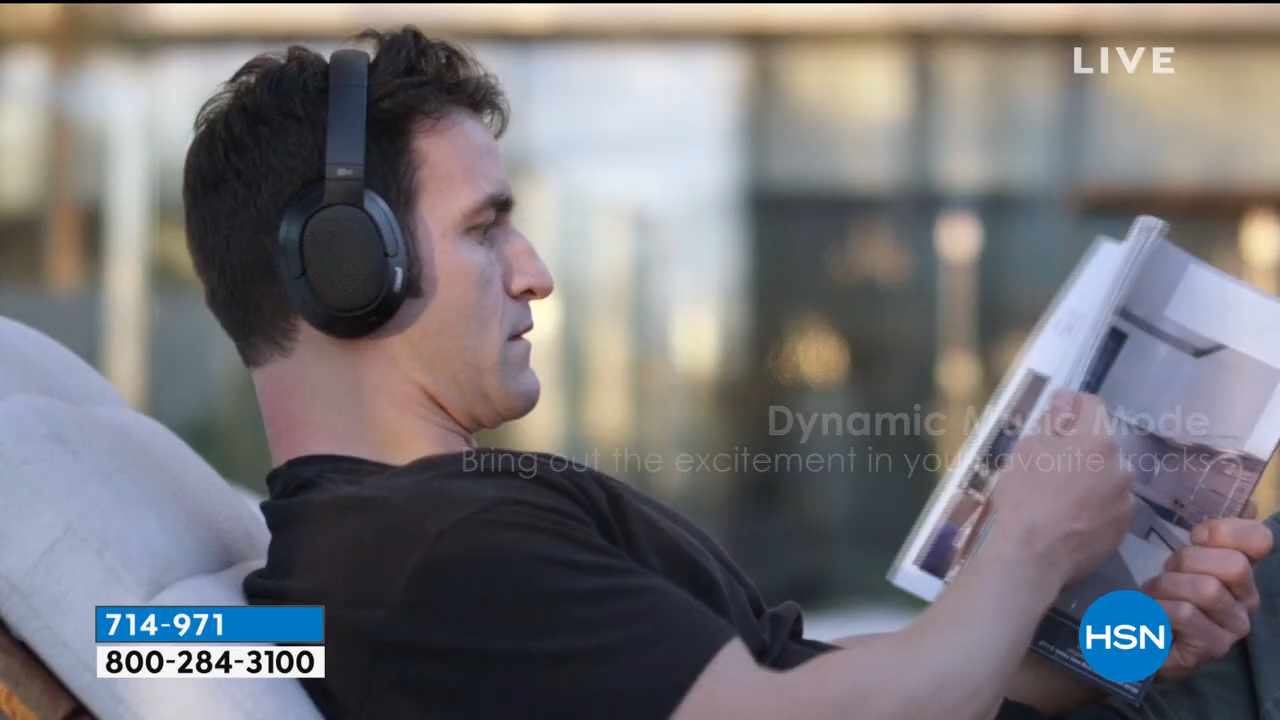 LIVE
Dynamic Music Mode
Bring out the excitement in your favorite tracks
714-971
800-284-3100
HSN